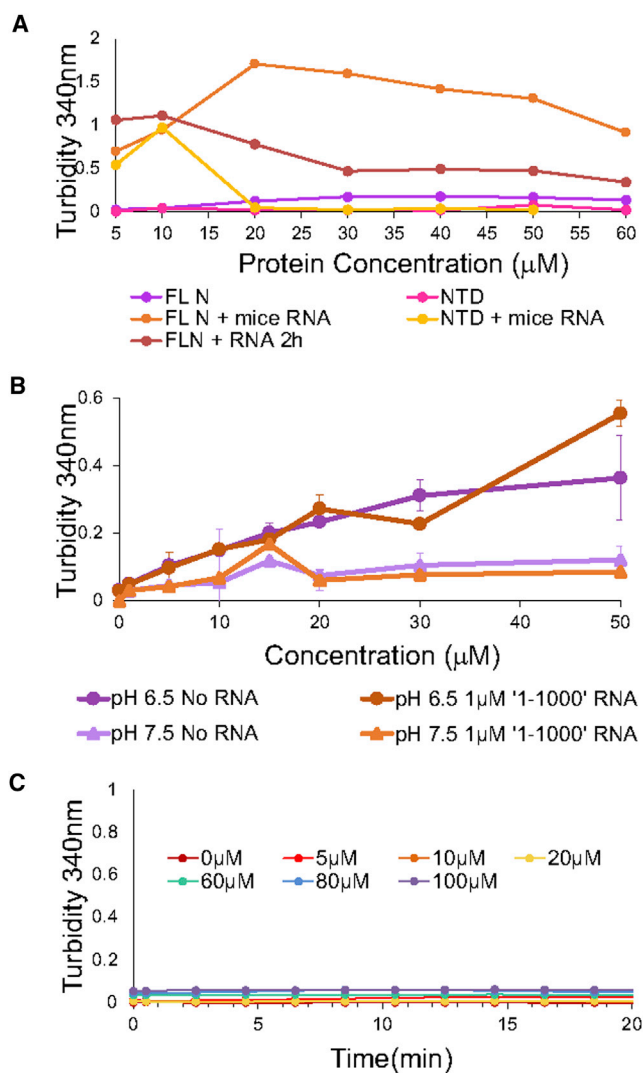 A
Turbidity 340nm
2
1.5
1
0.5
0
5 10 15 20 25 30 35 40 45 50 55 60
Protein Concentration (μM)
FL N NTD
FL N + mice RNA NTD + mice RNA
FLN + RNA 2h
B
Turbidity 340nm
0.6
0.4
0.2
0
0 10 20 30 40 50
Concentration (μM)
pH 6.5 No RNA pH 6.5 1μM '1-1000' RNA
pH 7.5 No RNA pH 7.5 1μM '1-1000' RNA
C
Turbidity 340nm
1
0.8
0.6
0.4
0.2
0
0μM 5μM 10μM 20μM
60μM 80μM 100μM
0 5 10 15 20
Time(min)